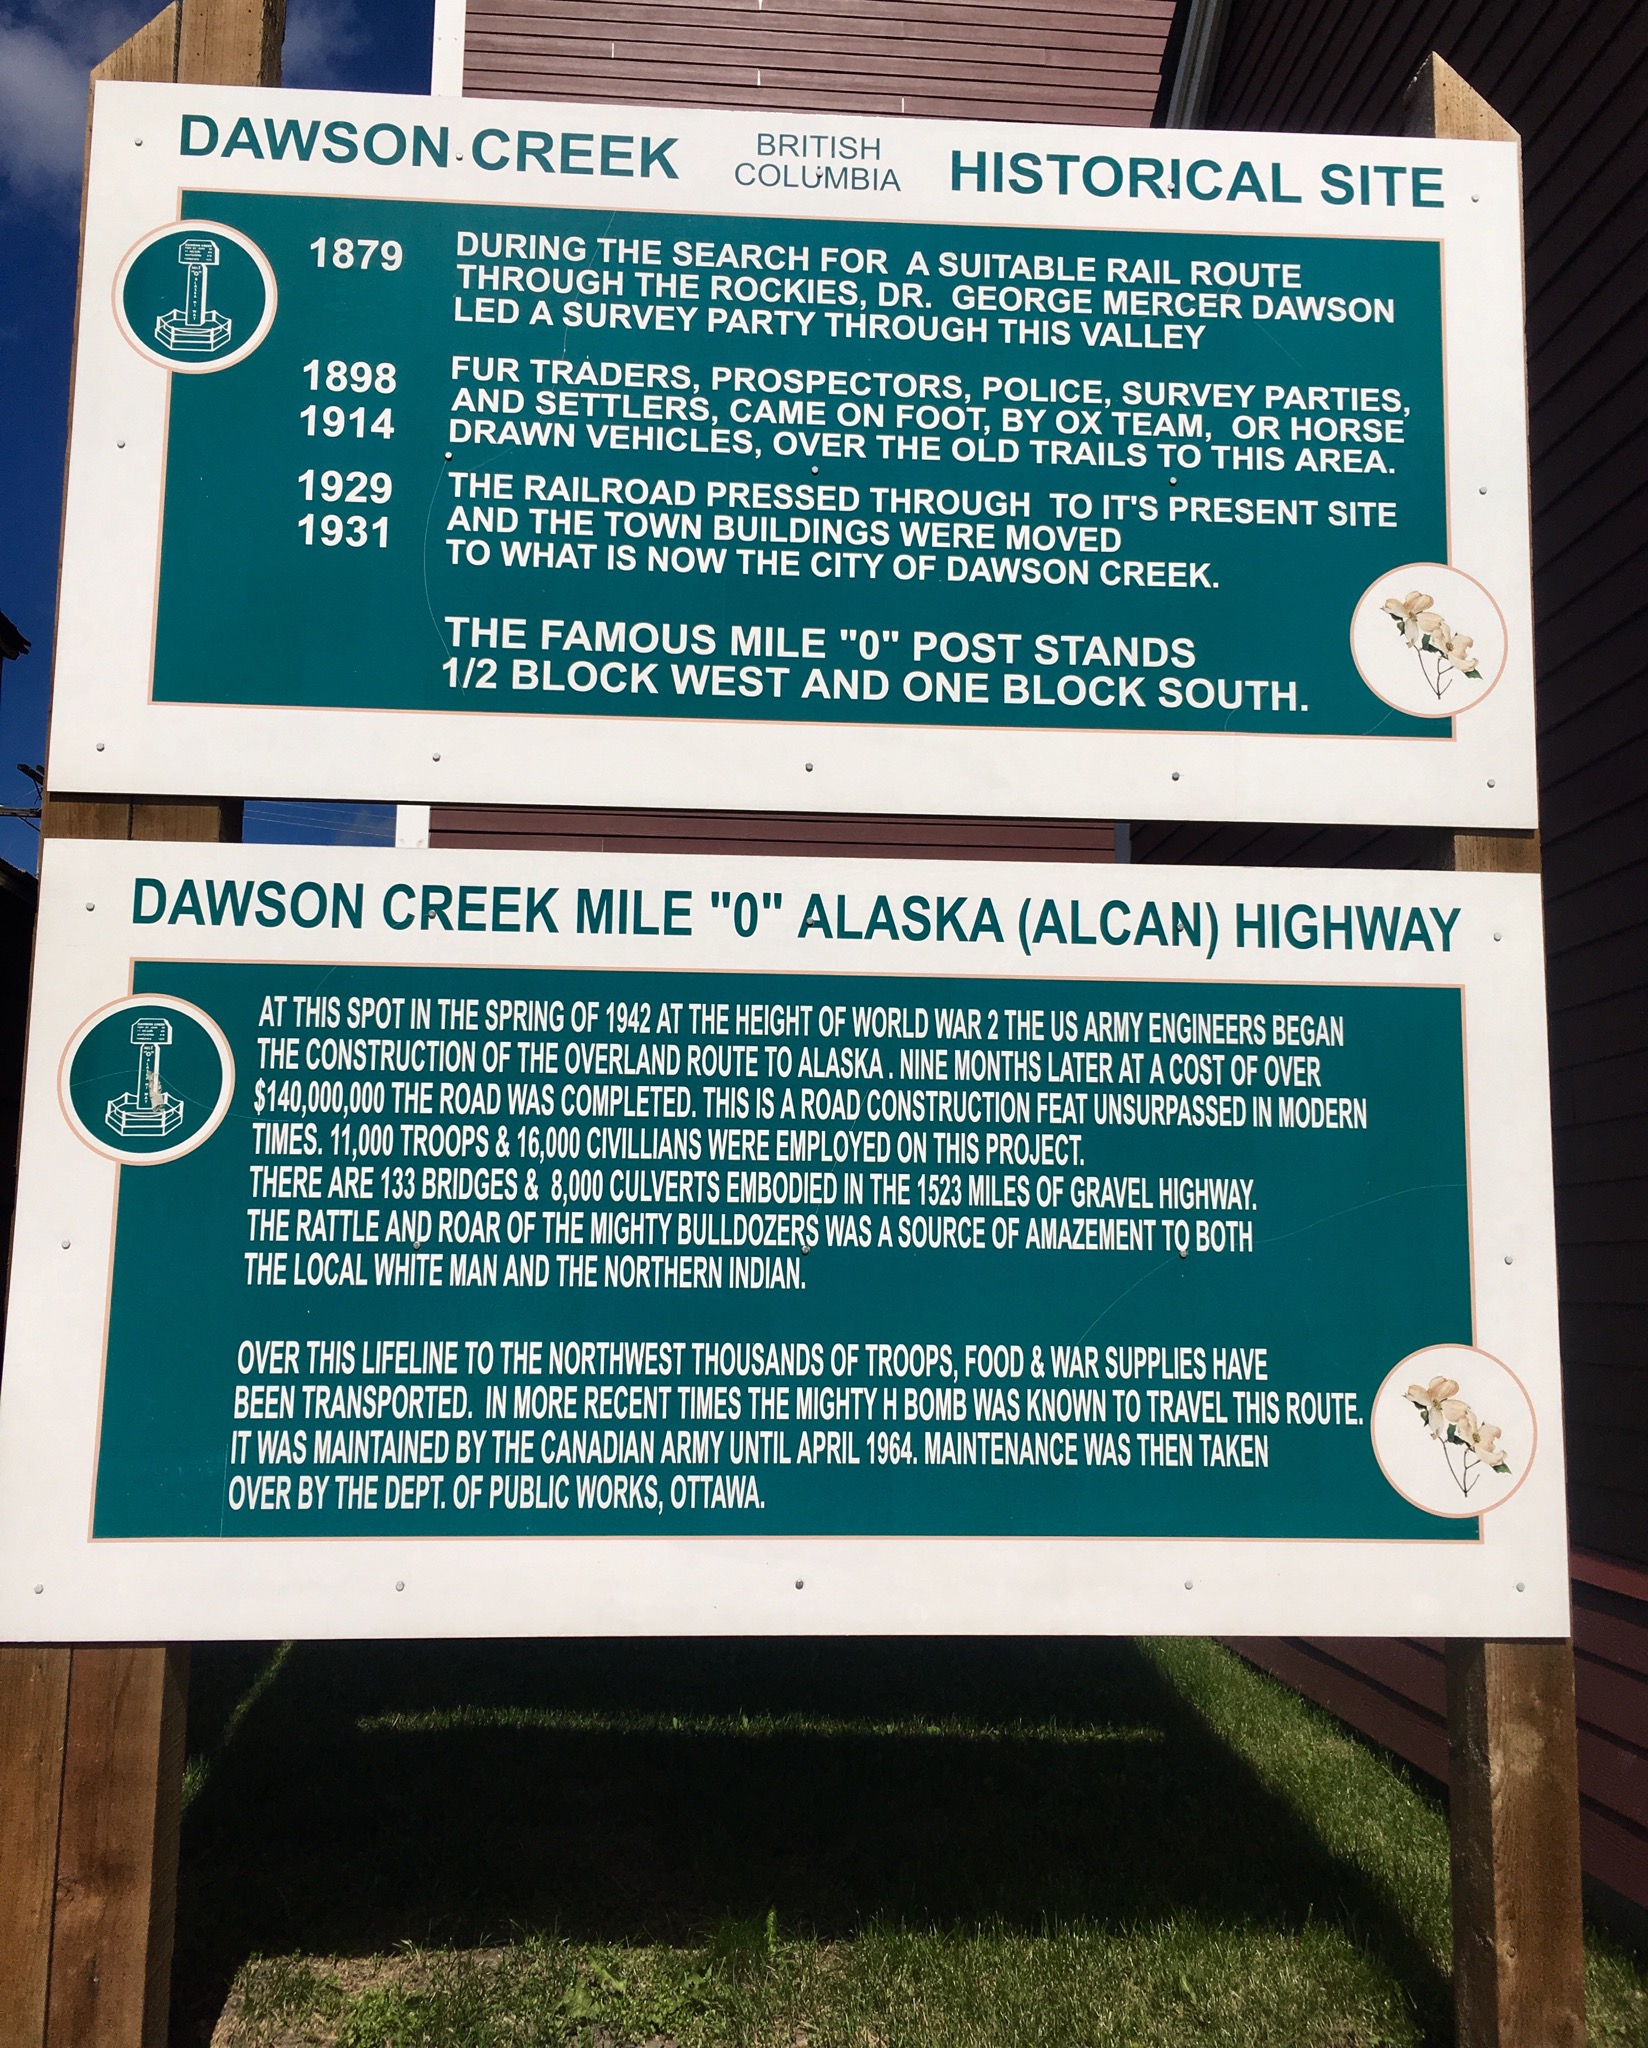 DAWSON CREEK BRITISH COLUMBIA HISTORICAL SITE
1879 DURING THE SEARCH FOR A SUITABLE RAIL ROUTE
THROUGH THE ROCKIES, DR. GEORGE MERCER DAWSON
LED A SURVEY PARTY THROUGH THIS VALLEY
1898 FUR TRADERS, PROSPECTORS, POLICE, SURVEY PARTIES,
1914 AND SETTLERS, CAME ON FOOT, BY OX TEAM, OR HORSE
DRAWN VEHICLES, OVER THE OLD TRAILS TO THIS AREA.
1929 THE RAILROAD PRESSED THROUGH TO IT'S PRESENT SITE
1931 AND THE TOWN BUILDINGS WERE MOVED
TO WHAT IS NOW THE CITY OF DAWSON CREEK.
THE FAMOUS MILE "0" POST STANDS
1/2 BLOCK WEST AND ONE BLOCK SOUTH.
DAWSON CREEK MILE "0" ALASKA (ALCAN) HIGHWAY
AT THIS SPOT IN THE SPRING OF 1942 AT THE HEIGHT OF WORLD WAR 2 THE US ARMY ENGINEERS BEGAN
THE CONSTRUCTION OF THE OVERLAND ROUTE TO ALASKA . NINE MONTHS LATER AT A COST OF OVER
$140,000,000 THE ROAD WAS COMPLETED. THIS IS A ROAD CONSTRUCTION FEAT UNSURPASSED IN MODERN
TIMES. 11,000 TROOPS & 16,000 CIVILLIANS WERE EMPLOYED ON THIS PROJECT.
THERE ARE 133 BRIDGES & 8,000 CULVERTS EMBODIED IN THE 1523 MILES OF GRAVEL HIGHWAY.
THE RATTLE AND ROAR OF THE MIGHTY BULLDOZERS WAS A SOURCE OF AMAZEMENT TO BOTH
THE LOCAL WHITE MAN AND THE NORTHERN INDIAN.
OVER THIS LIFELINE TO THE NORTHWEST THOUSANDS OF TROOPS, FOOD & WAR SUPPLIES HAVE
BEEN TRANSPORTED. IN MORE RECENT TIMES THE MIGHTY H BOMB WAS KNOWN TO TRAVEL THIS ROUTE.
IT WAS MAINTAINED BY THE CANADIAN ARMY UNTIL APRIL 1964. MAINTENANCE WAS THEN TAKEN
OVER BY THE DEPT. OF PUBLIC WORKS, OTTAWA.